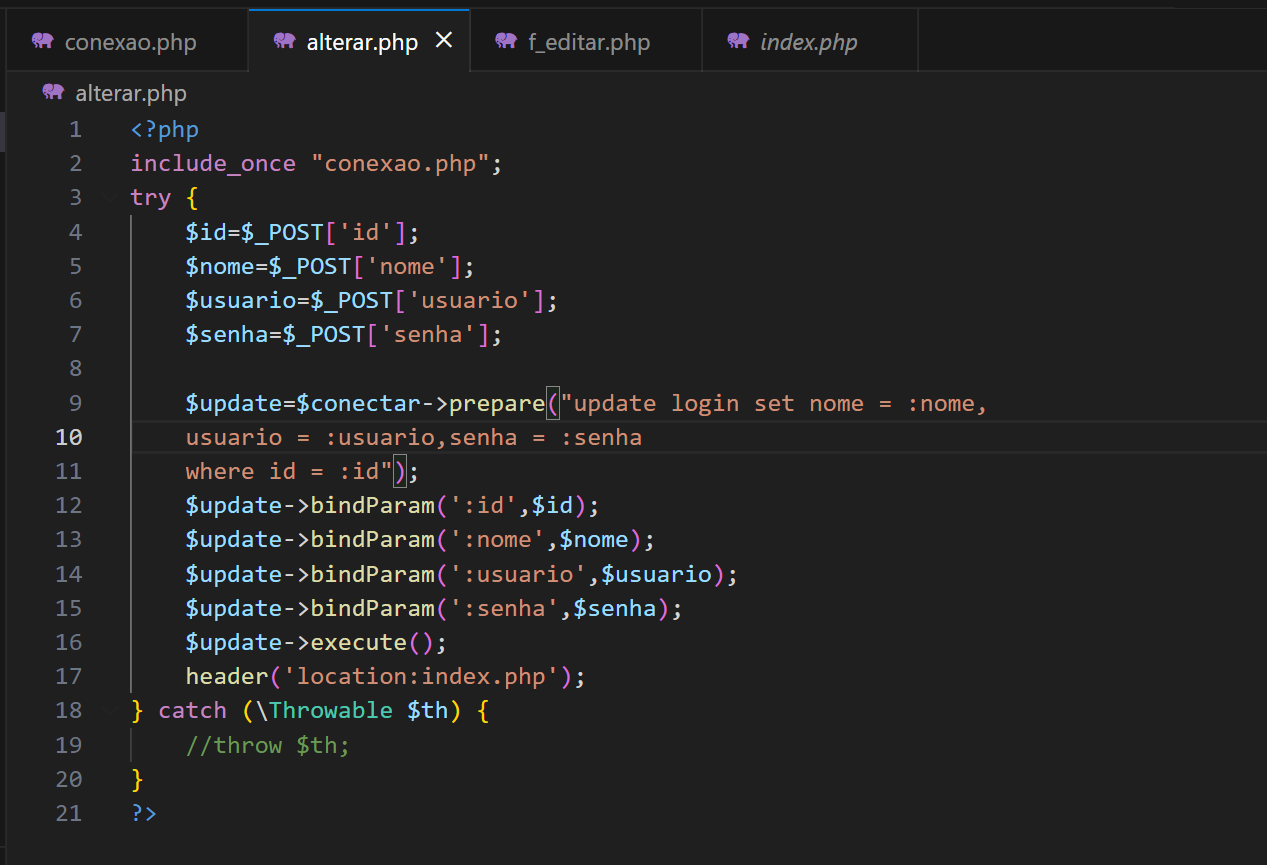 conexao.php
alterar.php
f_editar.php
index.php
alterar.php
1 <?php
2 include_once "conexao.php";
3 try {
4     $id=$_POST['id'];
5     $nome=$_POST['nome'];
6     $usuario=$_POST['usuario'];
7     $senha=$_POST['senha'];
8
9     $update=$conectar->prepare("update login set nome = :nome,
10     usuario = :usuario,senha = :senha
11     where id = :id");
12     $update->bindParam(':id',$id);
13     $update->bindParam(':nome',$nome);
14     $update->bindParam(':usuario',$usuario);
15     $update->bindParam(':senha',$senha);
16     $update->execute();
17     header('location:index.php');
18 } catch (\Throwable $th) {
19     //throw $th;
20 }
21 ?>